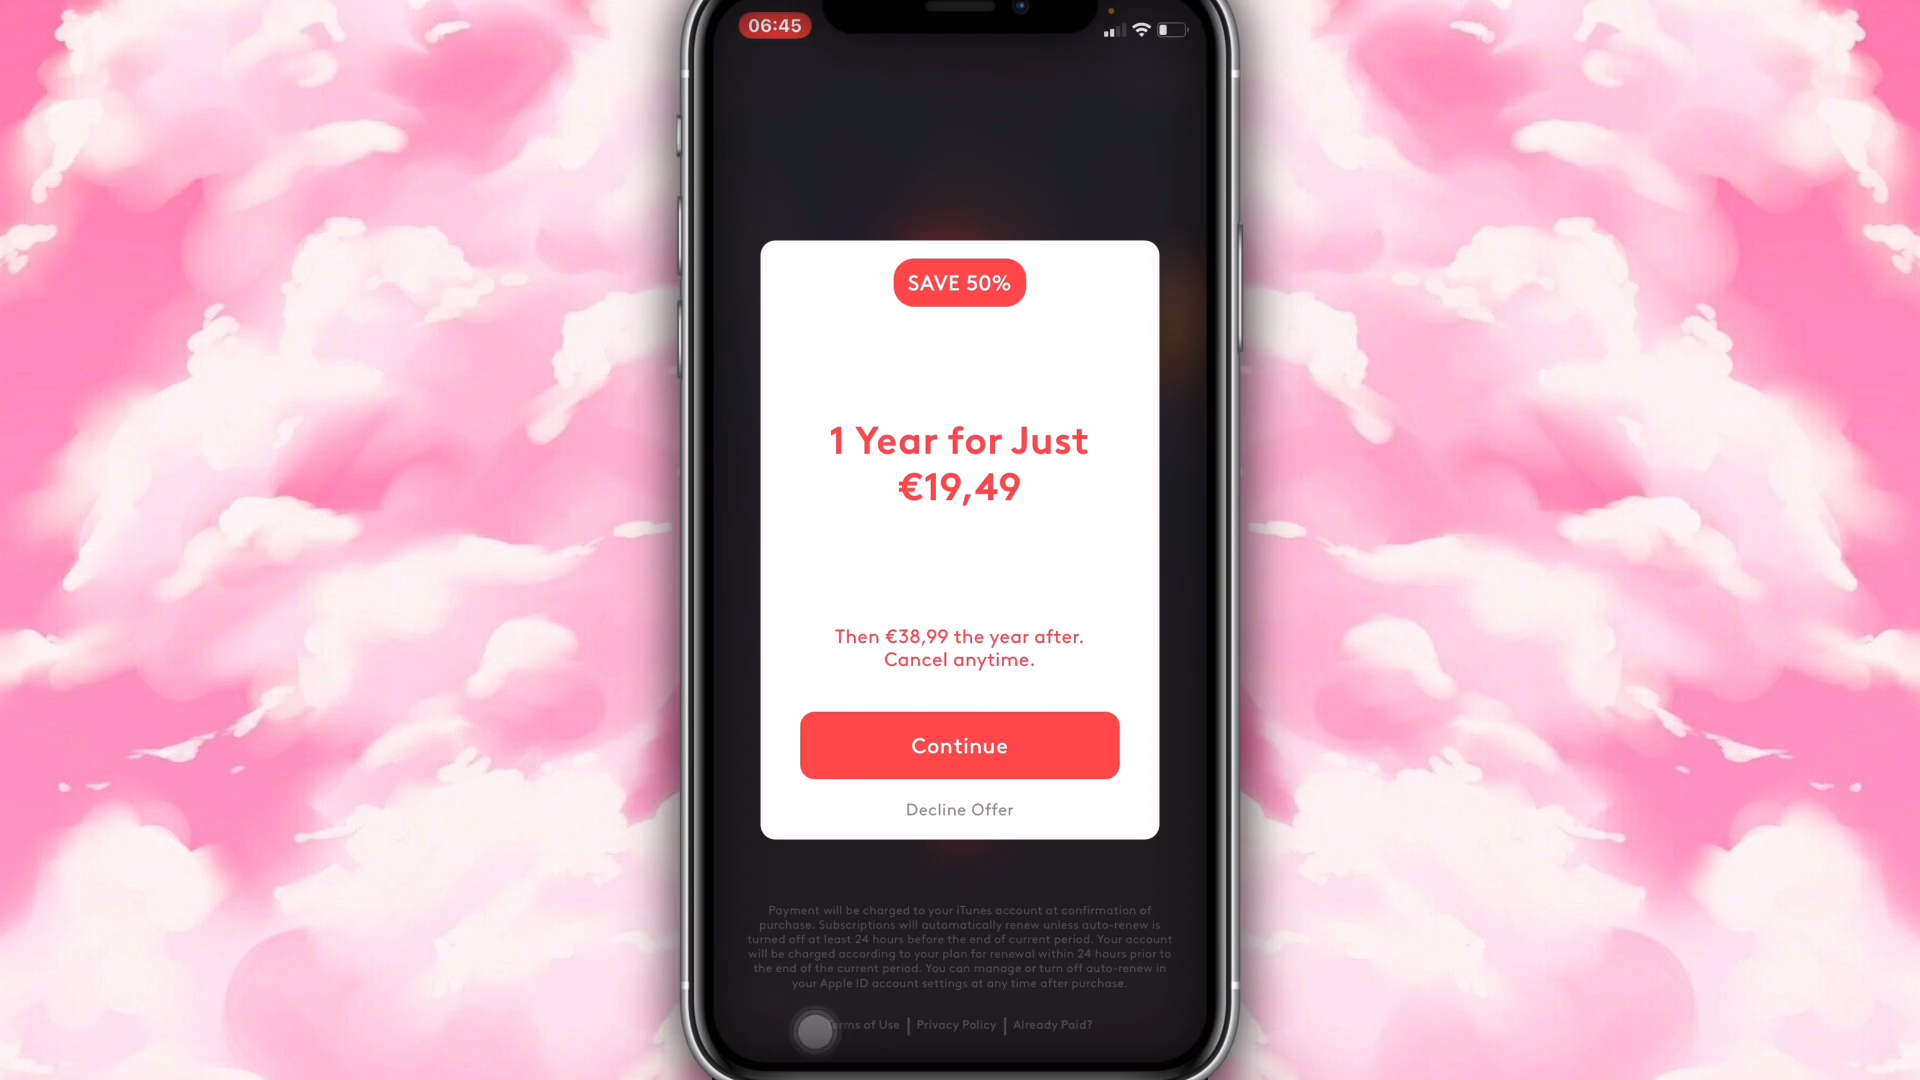 06:45
SAVE 50%
1 Year for Just
€19,49
Then €38,99 the year after.
Cancel anytime.
Continue
Decline Offer
Payment will be charged to your iTunes account at confirmation of
purchase. Subscriptions will automatically renew unless auto-renew is
turned off at least 24 hours before the end of current period. Your account
will be charged according to your plan for renewal within 24 hours prior to
the end of the current period. You can manage or turn off auto-renew in
your Apple ID account settings at any time after purchase.
Terms of Use | Privacy Policy | Already Paid?